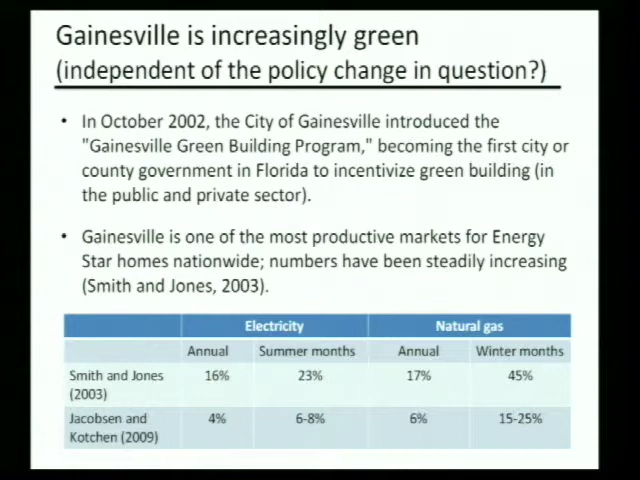 Gainesville is increasingly green
(independent of the policy change in question?)
• In October 2002, the City of Gainesville introduced the
"Gainesville Green Building Program," becoming the first city or
county government in Florida to incentivize green building (in
the public and private sector).
• Gainesville is one of the most productive markets for Energy
Star homes nationwide; numbers have been steadily increasing
(Smith and Jones, 2003).
Electricity Natural gas
Annual Summer months Annual Winter months
Smith and Jones 16% 23% 17% 45%
(2003)
Jacobsen and 4% 6-8% 6% 15-25%
Kotchen (2009)